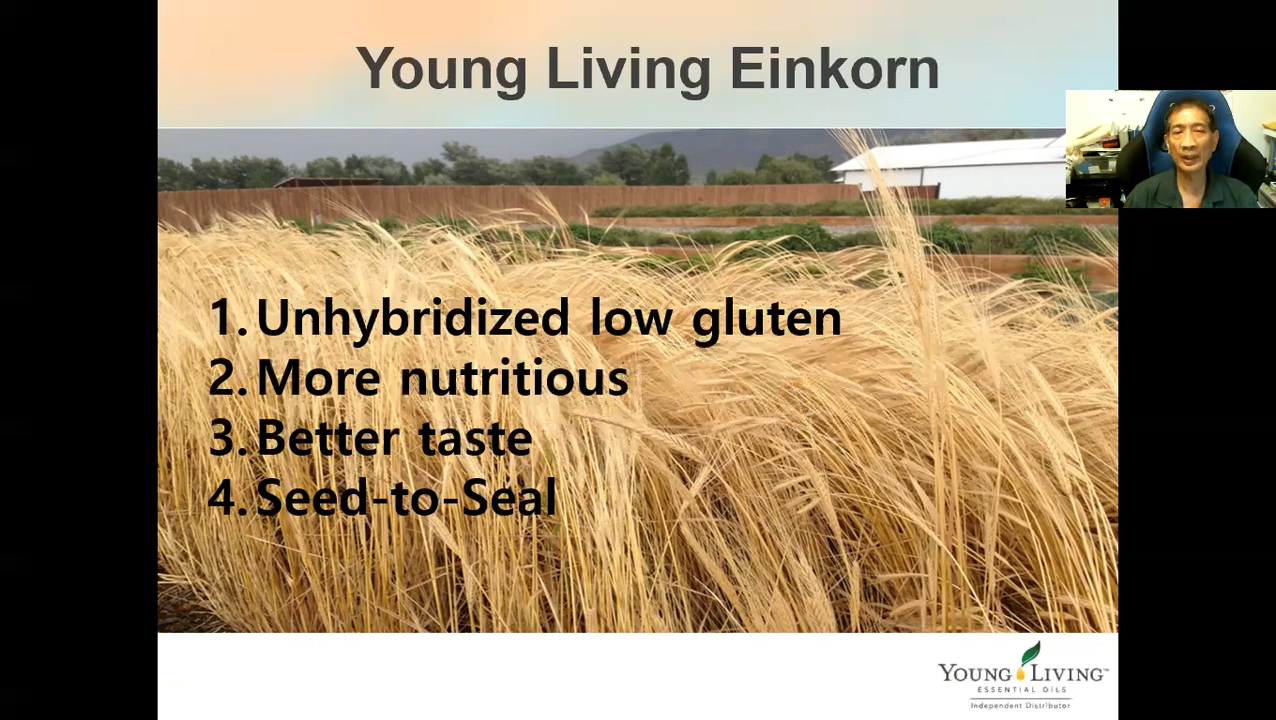 Young Living Einkorn
1. Unhybridized low gluten
2. More nutritious
3. Better taste
4. Seed-to-Seal
YOUNG LIVING™
ESSENTIAL OILS
Independent Distributor